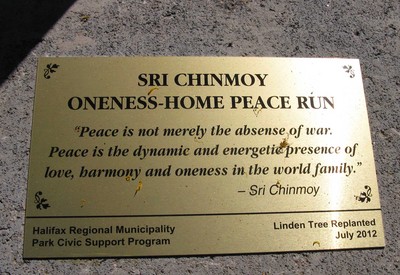 SRI CHINMOY
ONENESS-HOME PEACE RUN
"Peace is not merely the absense of war.
Peace is the dynamic and energetic presence of
love, harmony and oneness in the world family."
– Sri Chinmoy
Halifax Regional Municipality
Park Civic Support Program
Linden Tree Replanted
July 2012